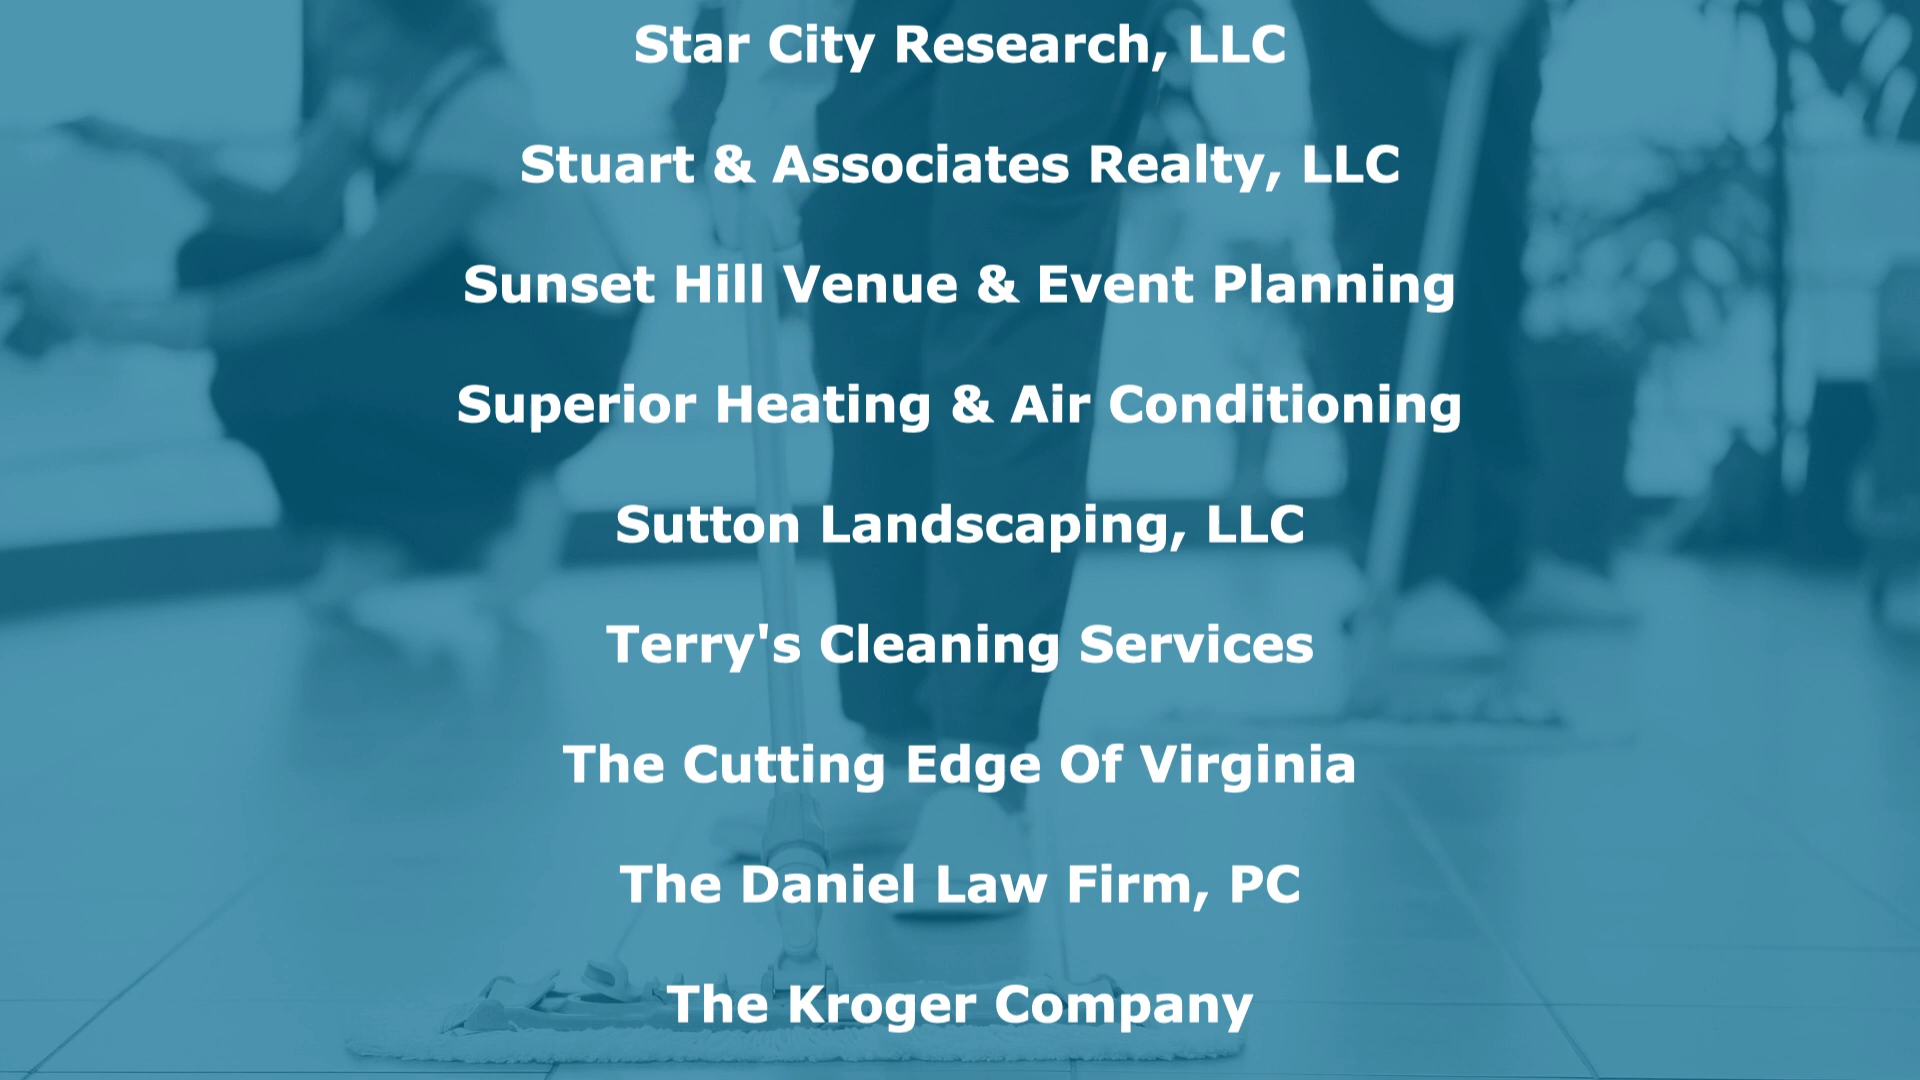 Star City Research, LLC
Stuart & Associates Realty, LLC
Sunset Hill Venue & Event Planning
Superior Heating & Air Conditioning
Sutton Landscaping, LLC
Terry's Cleaning Services
The Cutting Edge Of Virginia
The Daniel Law Firm, PC
The Kroger Company